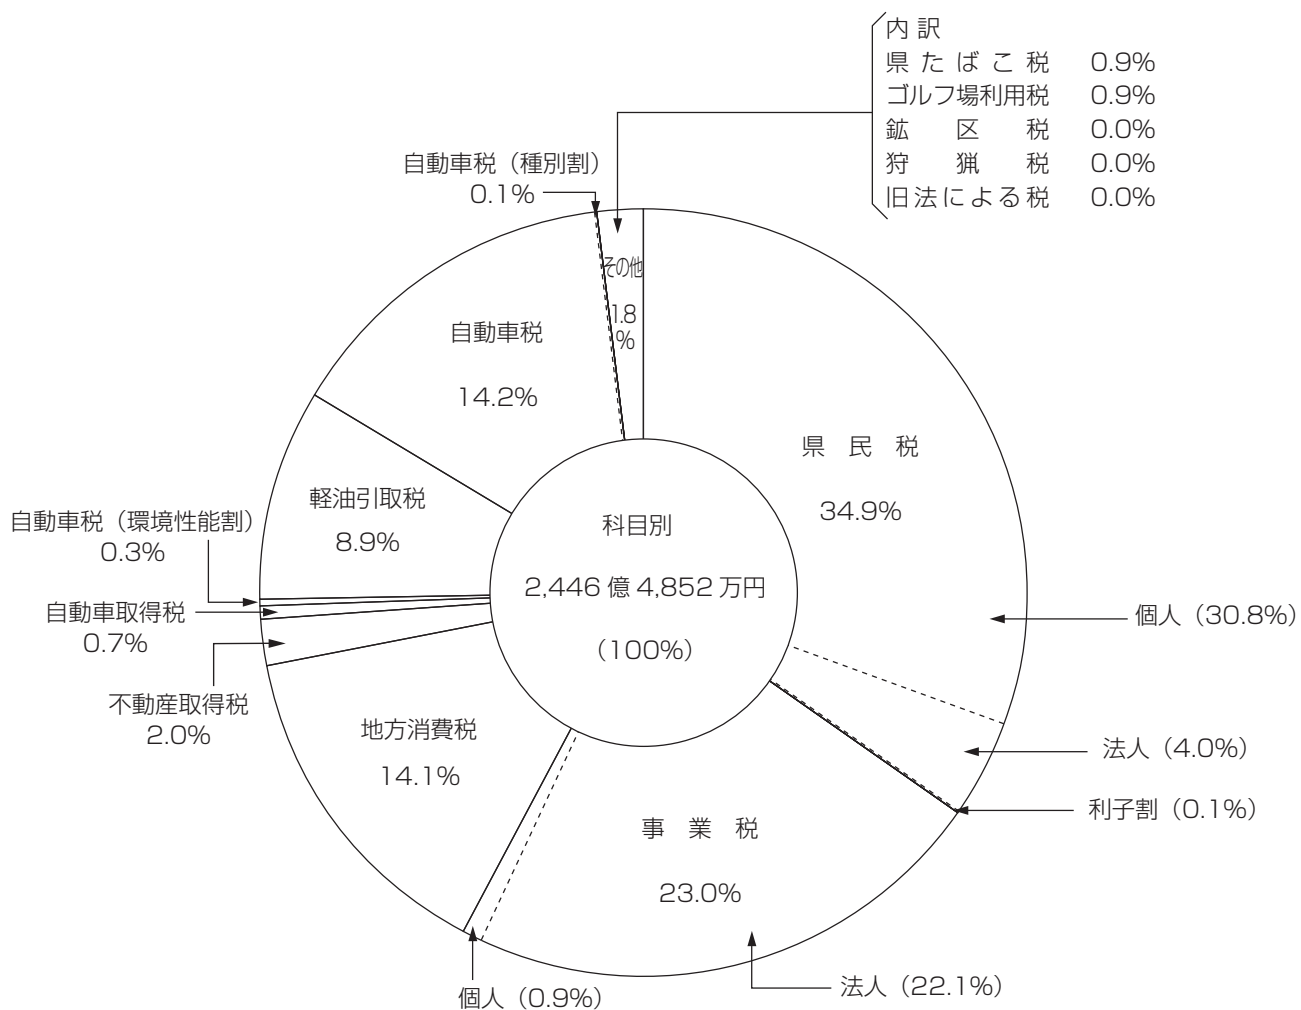 内訳
県たばこ税 0.9%
ゴルフ場利用税 0.9%
鉱区税 0.0%
狩猟税 0.0%
旧法による税 0.0%
自動車税（種別割）
0.1%
その他
1.8
%
自動車税
14.2%
県民税
34.9%
軽油引取税
8.9%
自動車税（環境性能割）
0.3%
科目別
2,446億4,852万円
（100%）
自動車取得税
0.7%
個人（30.8%）
不動産取得税
2.0%
地方消費税
14.1%
法人（4.0%）
利子割（0.1%）
事業税
23.0%
個人（0.9%）
法人（22.1%）